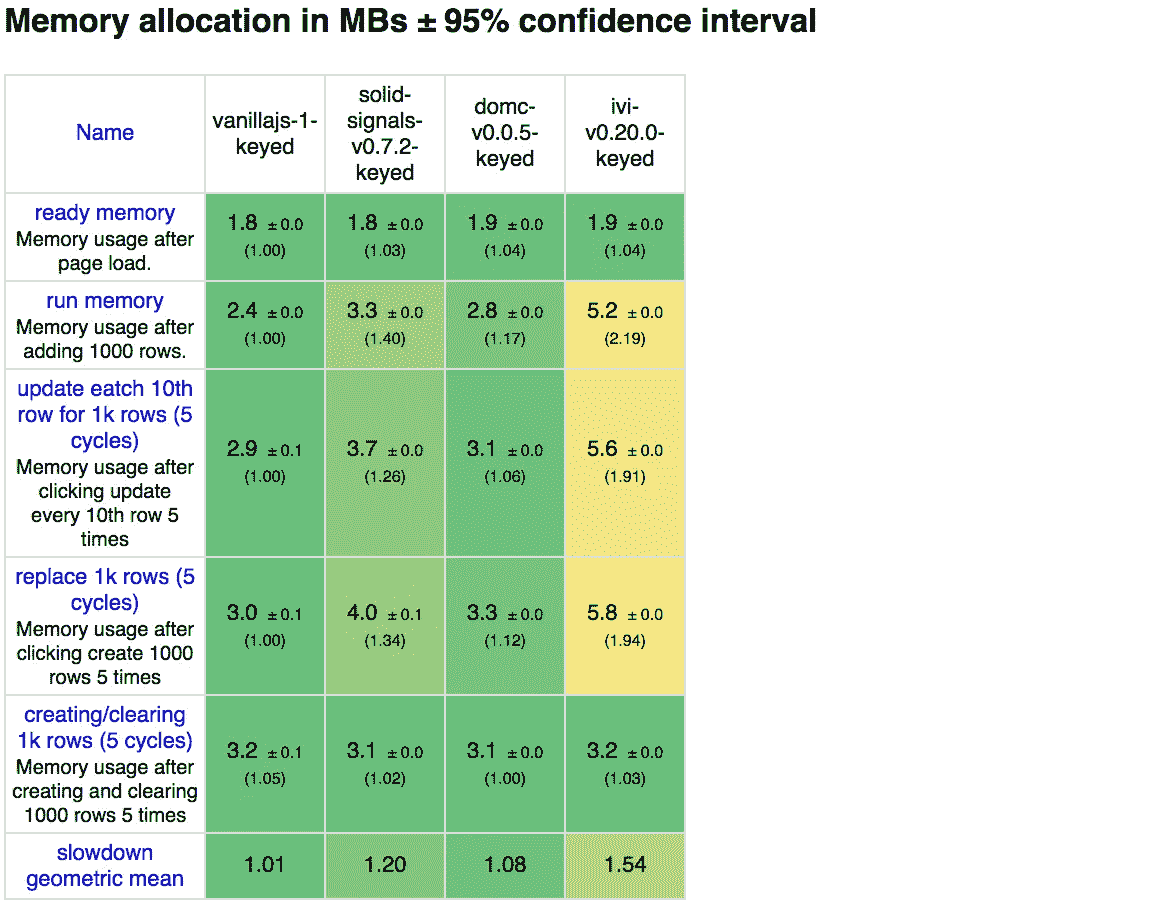 Memory allocation in MBs ± 95% confidence interval
Name
vanillajs-1-
keyed
solid-
signals-
v0.7.2-
keyed
domc-
v0.0.5-
keyed
ivi-
v0.20.0-
keyed
ready memory
Memory usage after
page load.
1.8 ± 0.0
(1.00)
1.8 ± 0.0
(1.03)
1.9 ± 0.0
(1.04)
1.9 ± 0.0
(1.04)
run memory
Memory usage after
adding 1000 rows.
2.4 ± 0.0
(1.00)
3.3 ± 0.0
(1.40)
2.8 ± 0.0
(1.17)
5.2 ± 0.0
(2.19)
update eatch 10th
row for 1k rows (5
cycles)
Memory usage after
clicking update
every 10th row 5
times
2.9 ± 0.1
(1.00)
3.7 ± 0.0
(1.26)
3.1 ± 0.0
(1.06)
5.6 ± 0.0
(1.91)
replace 1k rows (5
cycles)
Memory usage after
clicking create 1000
rows 5 times
3.0 ± 0.1
(1.00)
4.0 ± 0.1
(1.34)
3.3 ± 0.0
(1.12)
5.8 ± 0.0
(1.94)
creating/clearing
1k rows (5 cycles)
Memory usage after
creating and clearing
1000 rows 5 times
3.2 ± 0.1
(1.05)
3.1 ± 0.0
(1.02)
3.1 ± 0.0
(1.00)
3.2 ± 0.0
(1.03)
slowdown
geometric mean
1.01
1.20
1.08
1.54